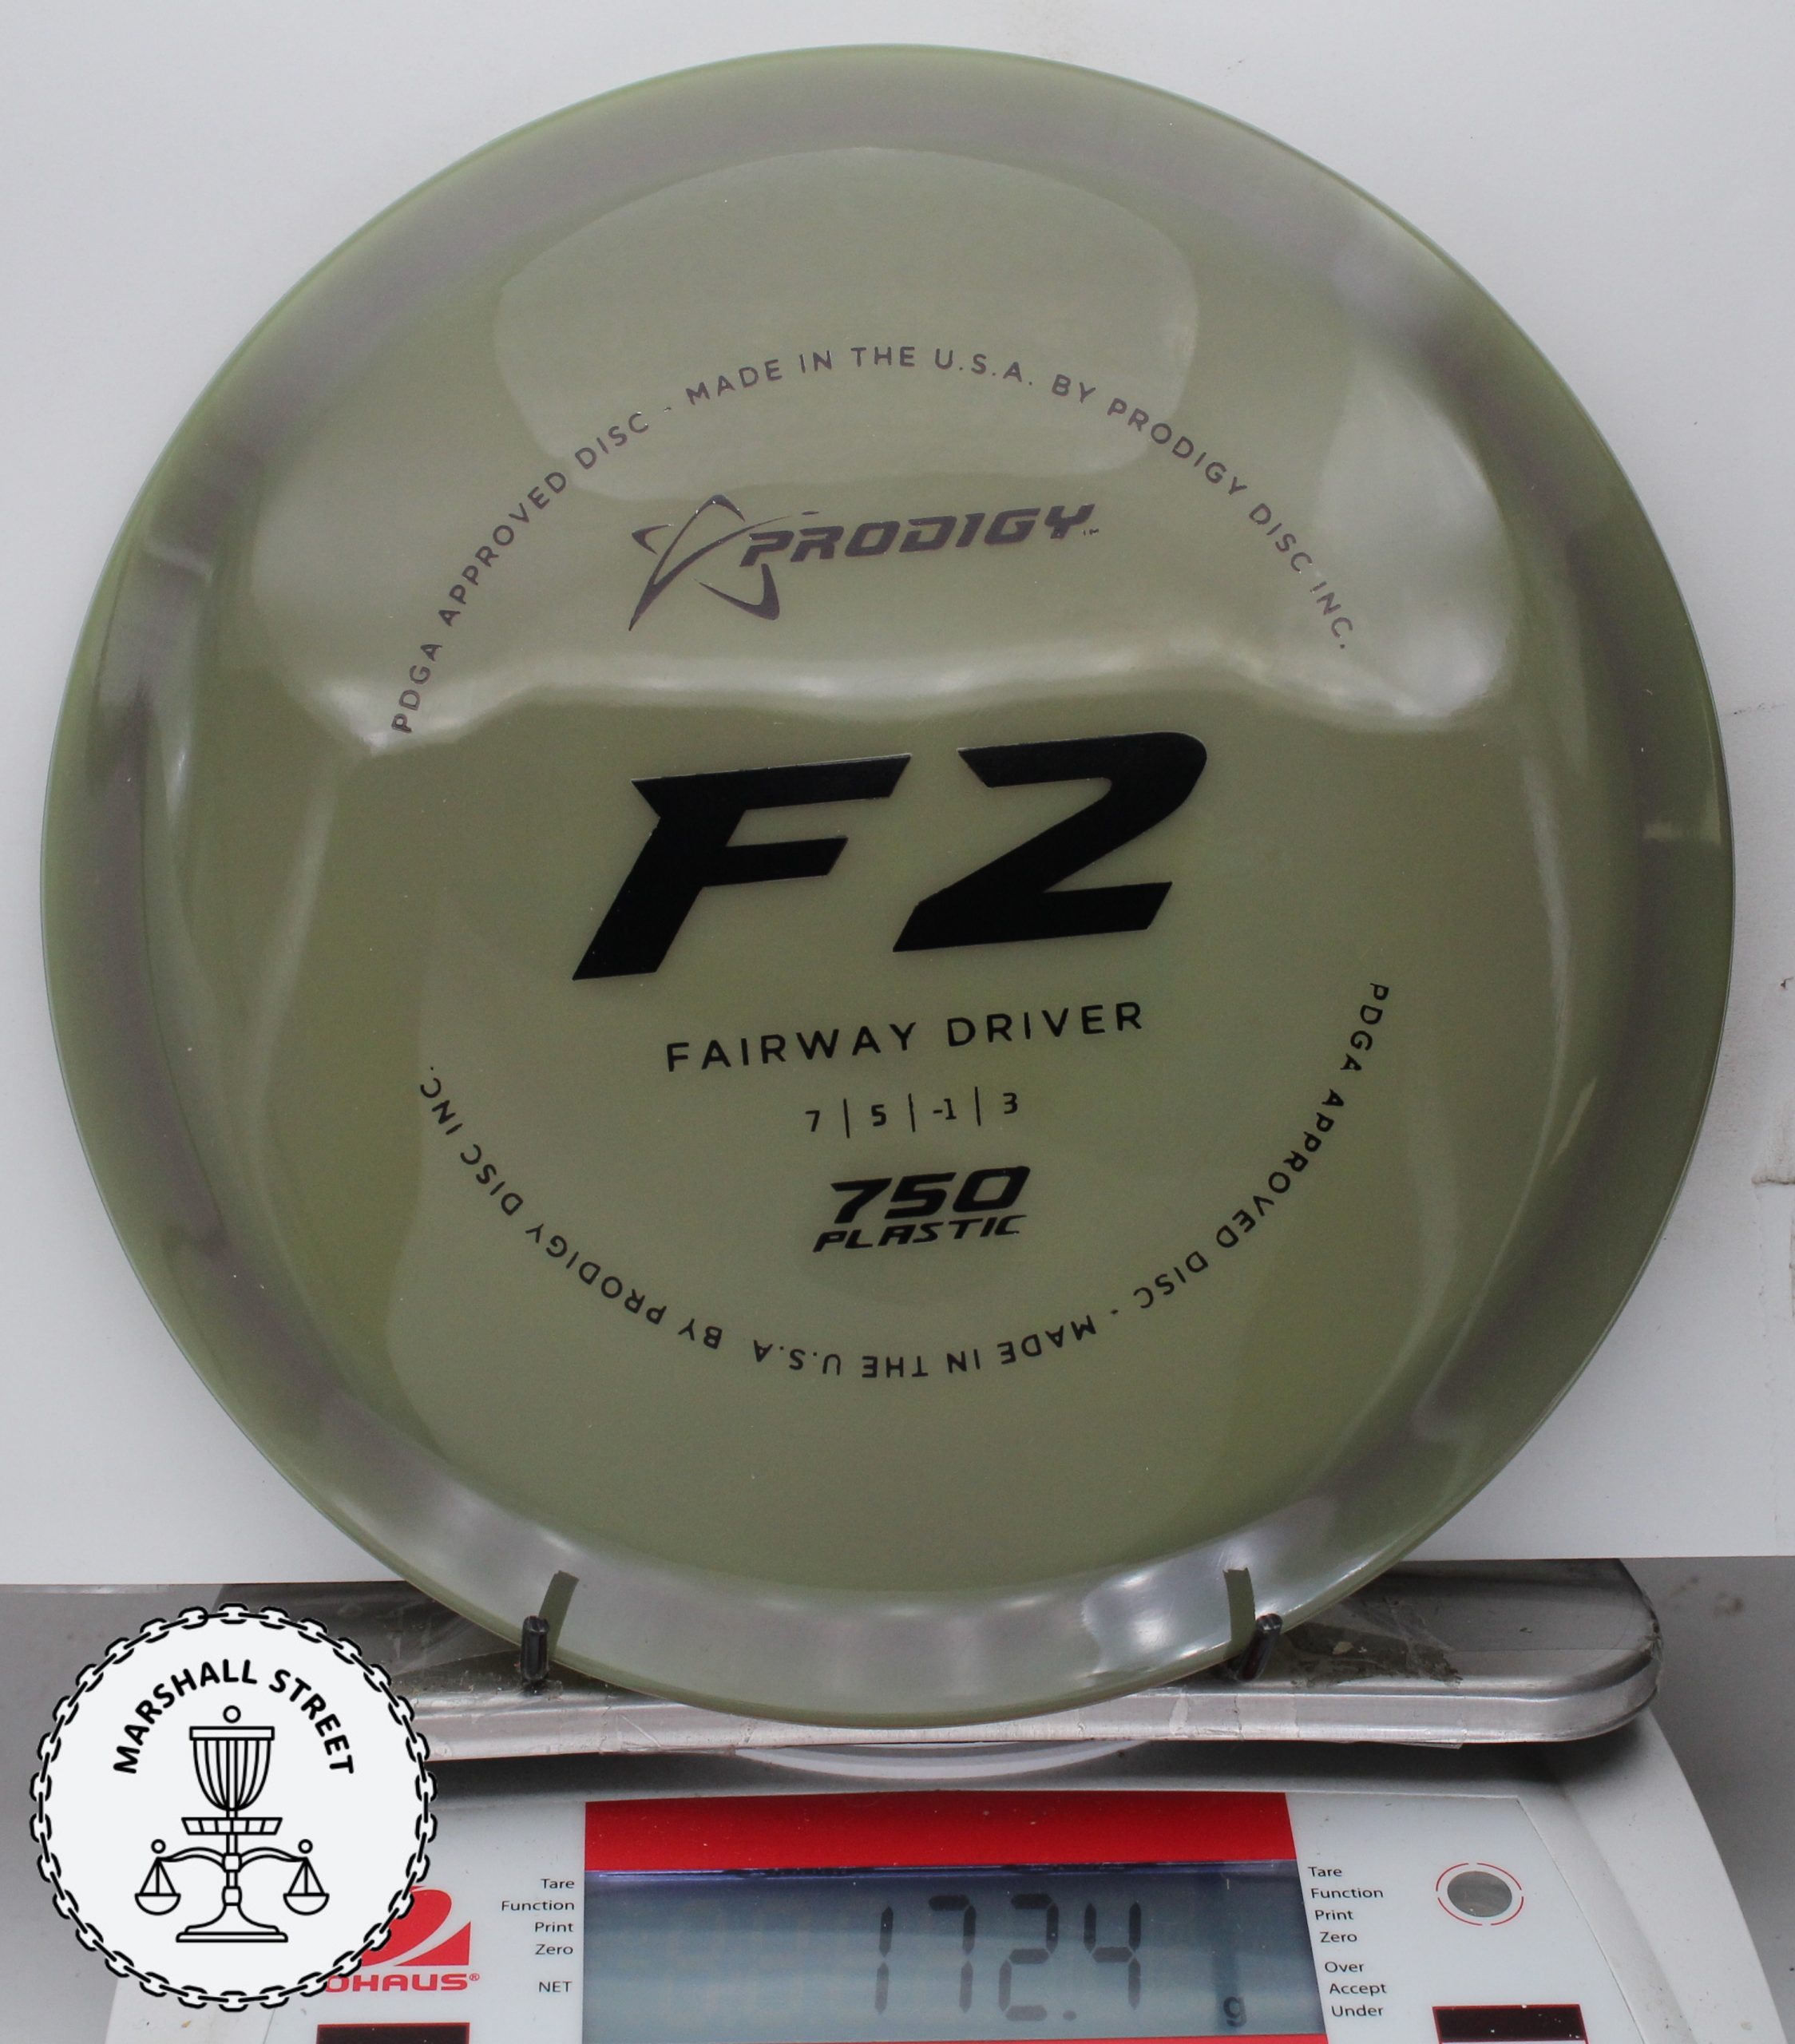 PDGA APPROVED DISC - MADE IN THE U.S.A. BY PRODIGY DISC INC.
PRODIGY
F2
FAIRWAY DRIVER
7 | 5 | -1 | 3
750
PLASTIC
PDGA APPROVED DISC - MADE IN THE U.S.A BY PRODIGY DISC INC.
MARSHALL STREET
OHAUS®
Tare
Function
Print
Zero
NET
172.4 g
Tare
Function
Print
Zero
Over
Accept
Under